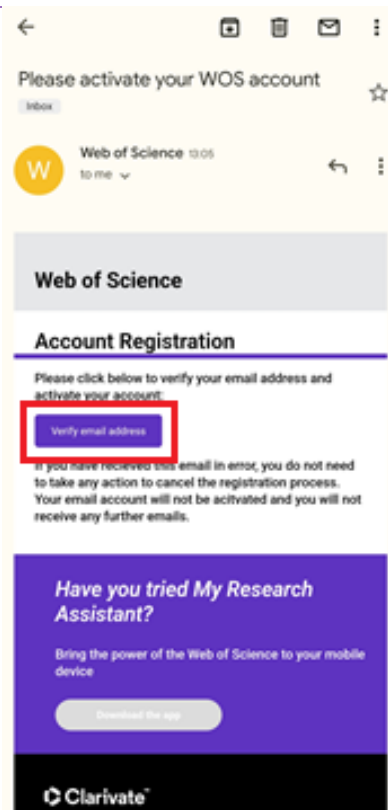 Please activate your WOS account
Inbox
W
Web of Science 13:05
to me
Web of Science
Account Registration
Please click below to verify your email address and
activate your account:
Verify email address
If you have recieved this email in error, you do not need
to take any action to cancel the registration process.
Your email account will not be acitvated and you will not
receive any further emails.
Have you tried My Research
Assistant?
Bring the power of the Web of Science to your mobile
device
Download the app
Clarivate™